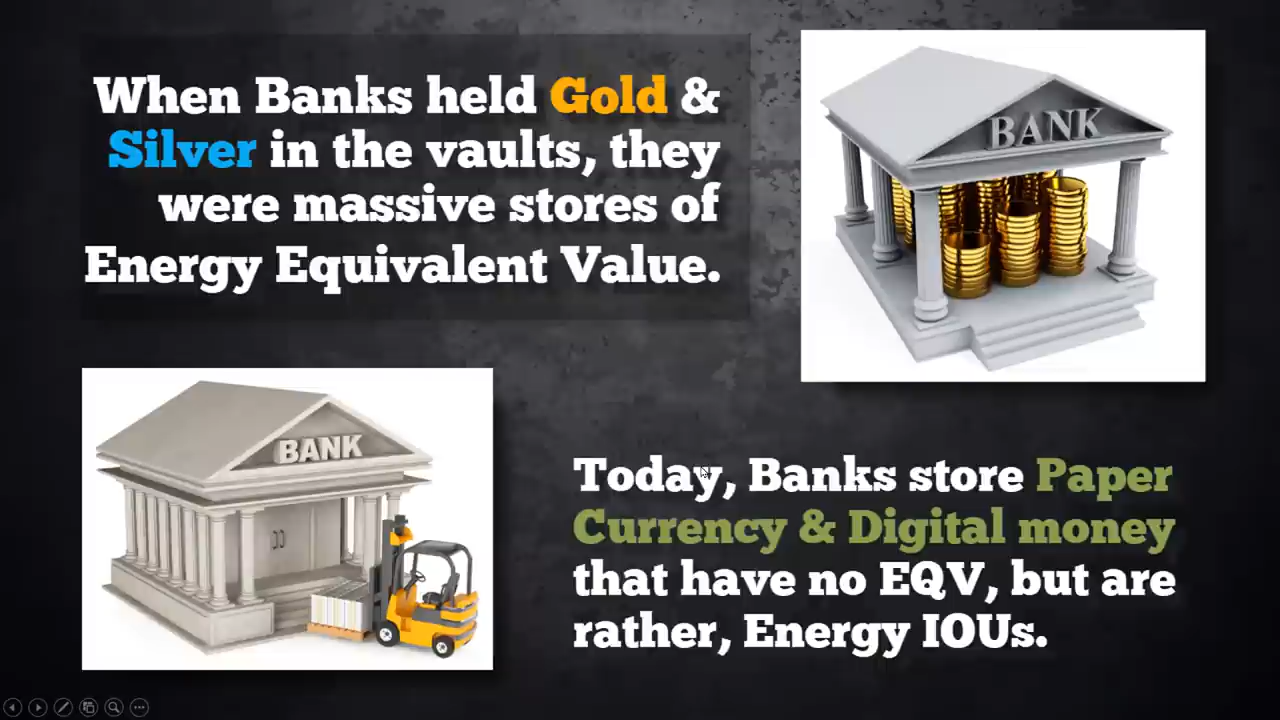 When Banks held Gold &
Silver in the vaults, they
were massive stores of
Energy Equivalent Value.
BANK
BANK
Today, Banks store Paper
Currency & Digital money
that have no EQV, but are
rather, Energy IOUs.